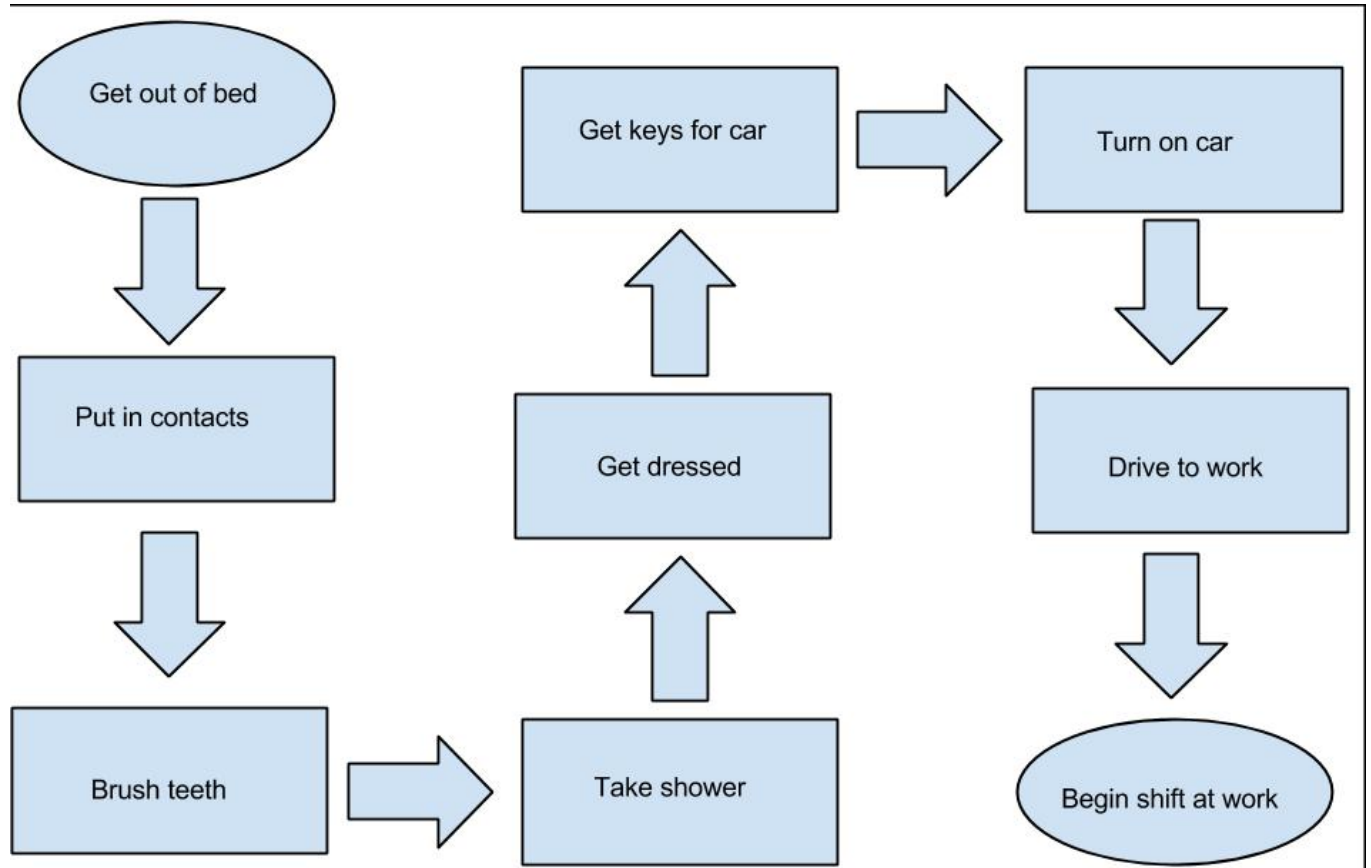 Get out of bed
Put in contacts
Brush teeth
Take shower
Get dressed
Get keys for car
Turn on car
Drive to work
Begin shift at work